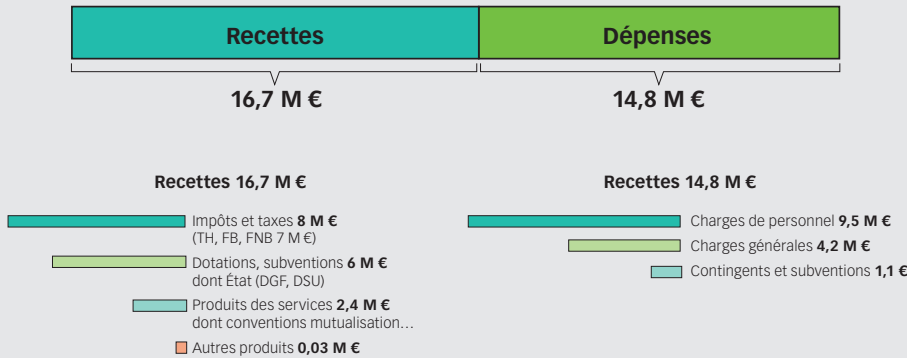 Recettes
Dépenses
16,7 M €
14,8 M €
Recettes 16,7 M €
Impôts et taxes 8 M €
(TH, FB, FNB 7 M €)
Dotations, subventions 6 M €
dont État (DGF, DSU)
Produits des services 2,4 M €
dont conventions mutualisation…
Autres produits 0,03 M €
Recettes 14,8 M €
Charges de personnel 9,5 M €
Charges générales 4,2 M €
Contingents et subventions 1,1 €